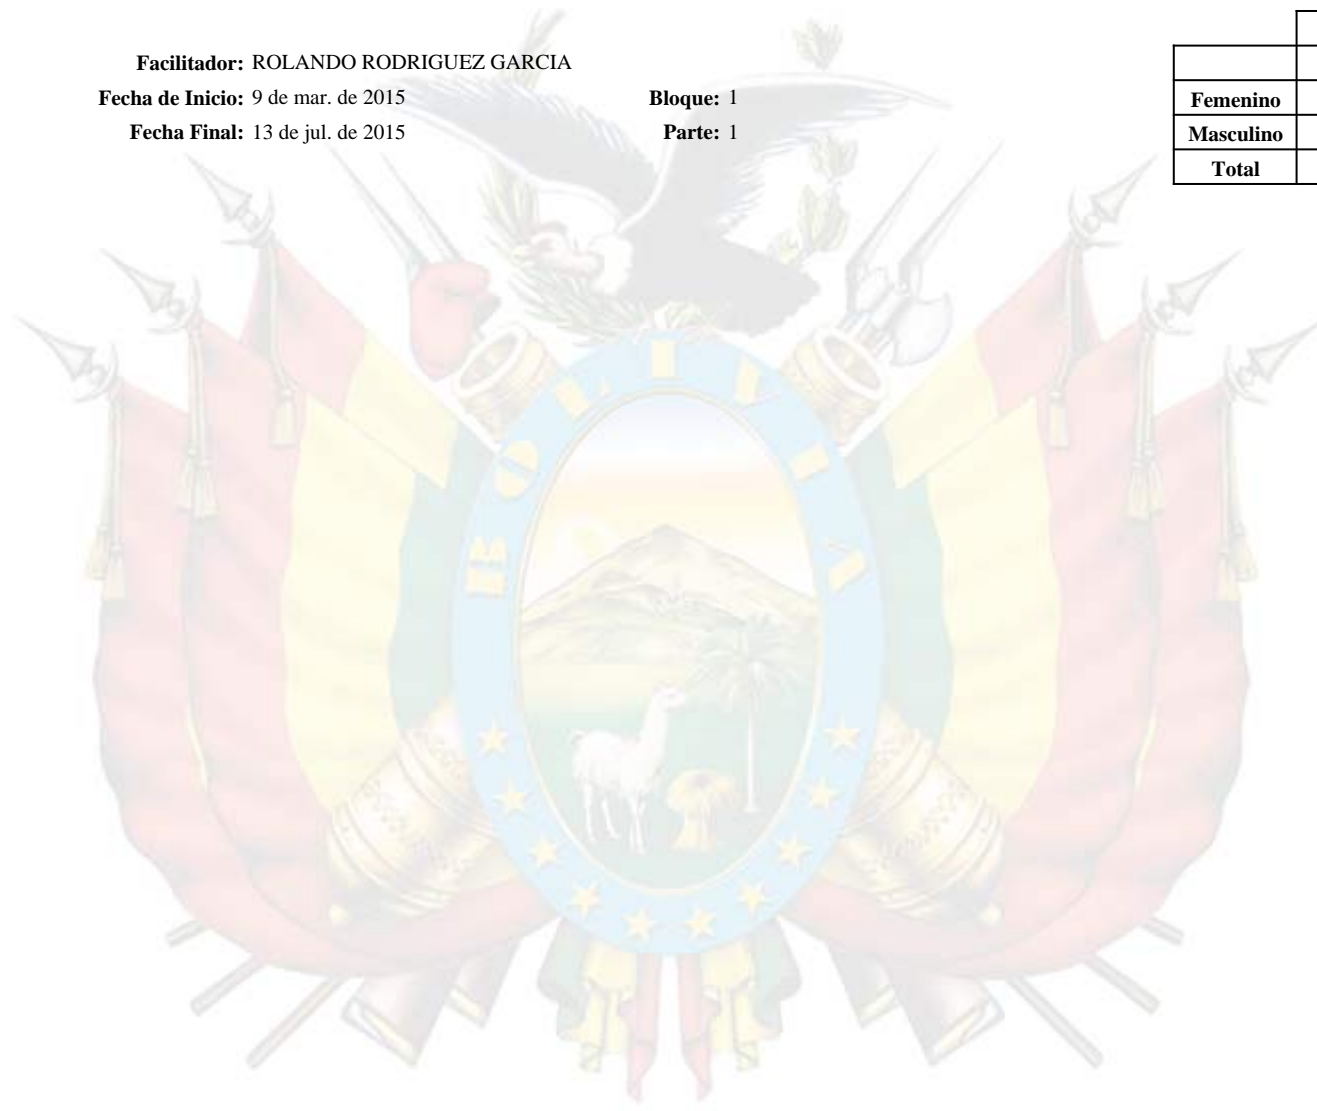 Facilitador: ROLANDO RODRIGUEZ GARCIA
Fecha de Inicio: 9 de mar. de 2015 Bloque: 1
Fecha Final: 13 de jul. de 2015 Parte: 1
Femenino
Masculino
Total
BOLIVIA